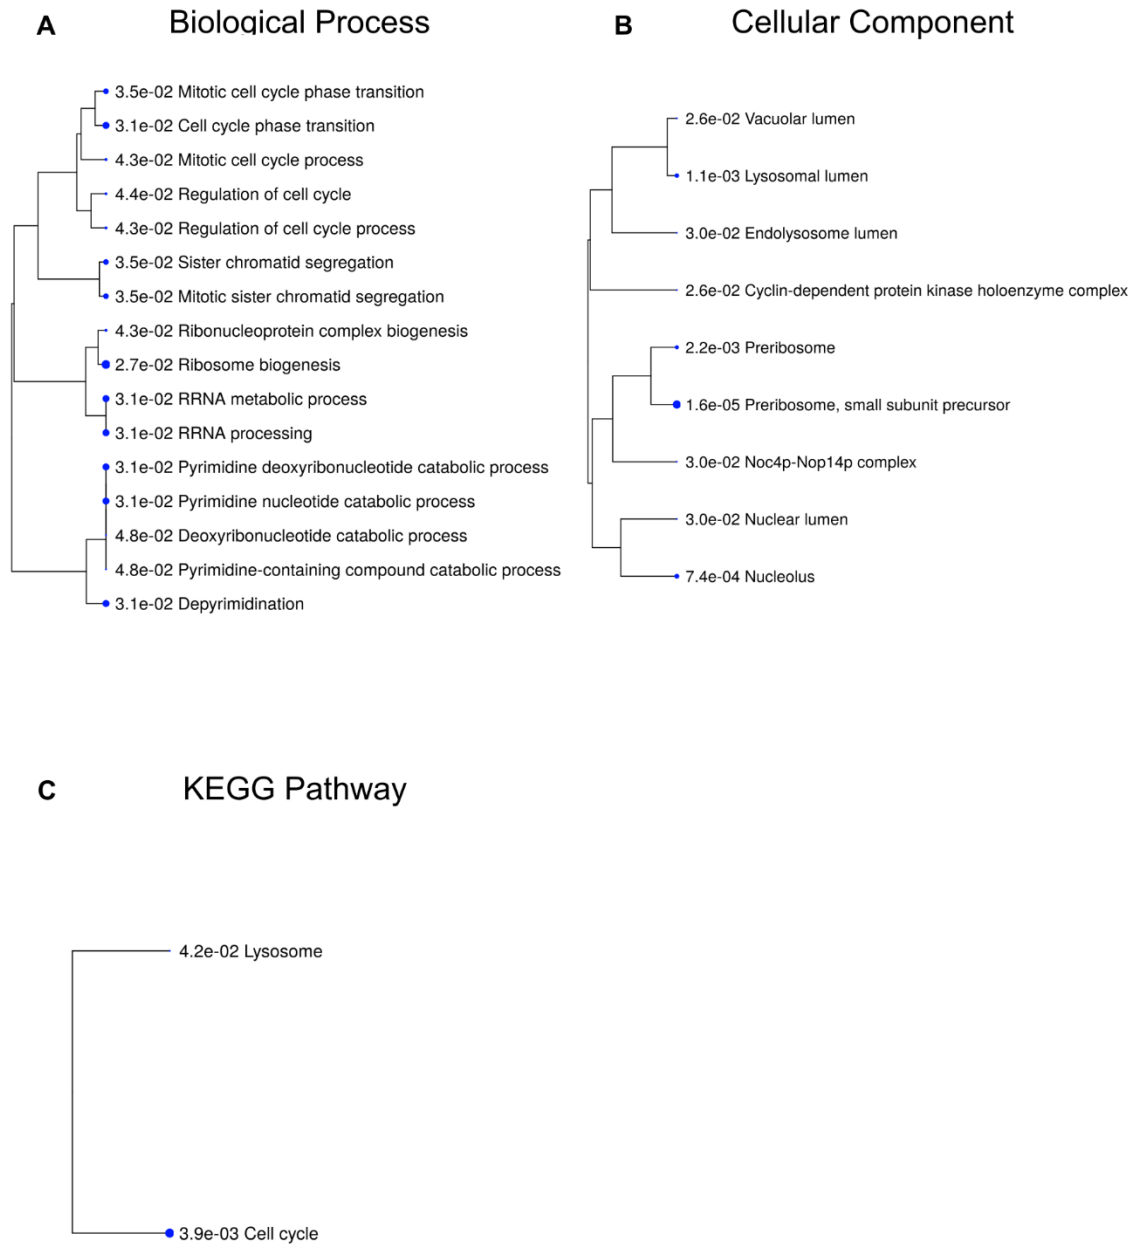 A
Biological Process
3.5e-02 Mitotic cell cycle phase transition
3.1e-02 Cell cycle phase transition
4.3e-02 Mitotic cell cycle process
4.4e-02 Regulation of cell cycle
4.3e-02 Regulation of cell cycle process
3.5e-02 Sister chromatid segregation
3.5e-02 Mitotic sister chromatid segregation
4.3e-02 Ribonucleoprotein complex biogenesis
2.7e-02 Ribosome biogenesis
3.1e-02 RRNA metabolic process
3.1e-02 RRNA processing
3.1e-02 Pyrimidine deoxyribonucleotide catabolic process
3.1e-02 Pyrimidine nucleotide catabolic process
4.8e-02 Deoxyribonucleotide catabolic process
4.8e-02 Pyrimidine-containing compound catabolic process
3.1e-02 Depyrimidination
B
Cellular Component
2.6e-02 Vacuolar lumen
1.1e-03 Lysosomal lumen
3.0e-02 Endolysosome lumen
2.6e-02 Cyclin-dependent protein kinase holoenzyme complex
2.2e-03 Preribosome
1.6e-05 Preribosome, small subunit precursor
3.0e-02 Noc4p-Nop14p complex
3.0e-02 Nuclear lumen
7.4e-04 Nucleolus
C
KEGG Pathway
4.2e-02 Lysosome
3.9e-03 Cell cycle